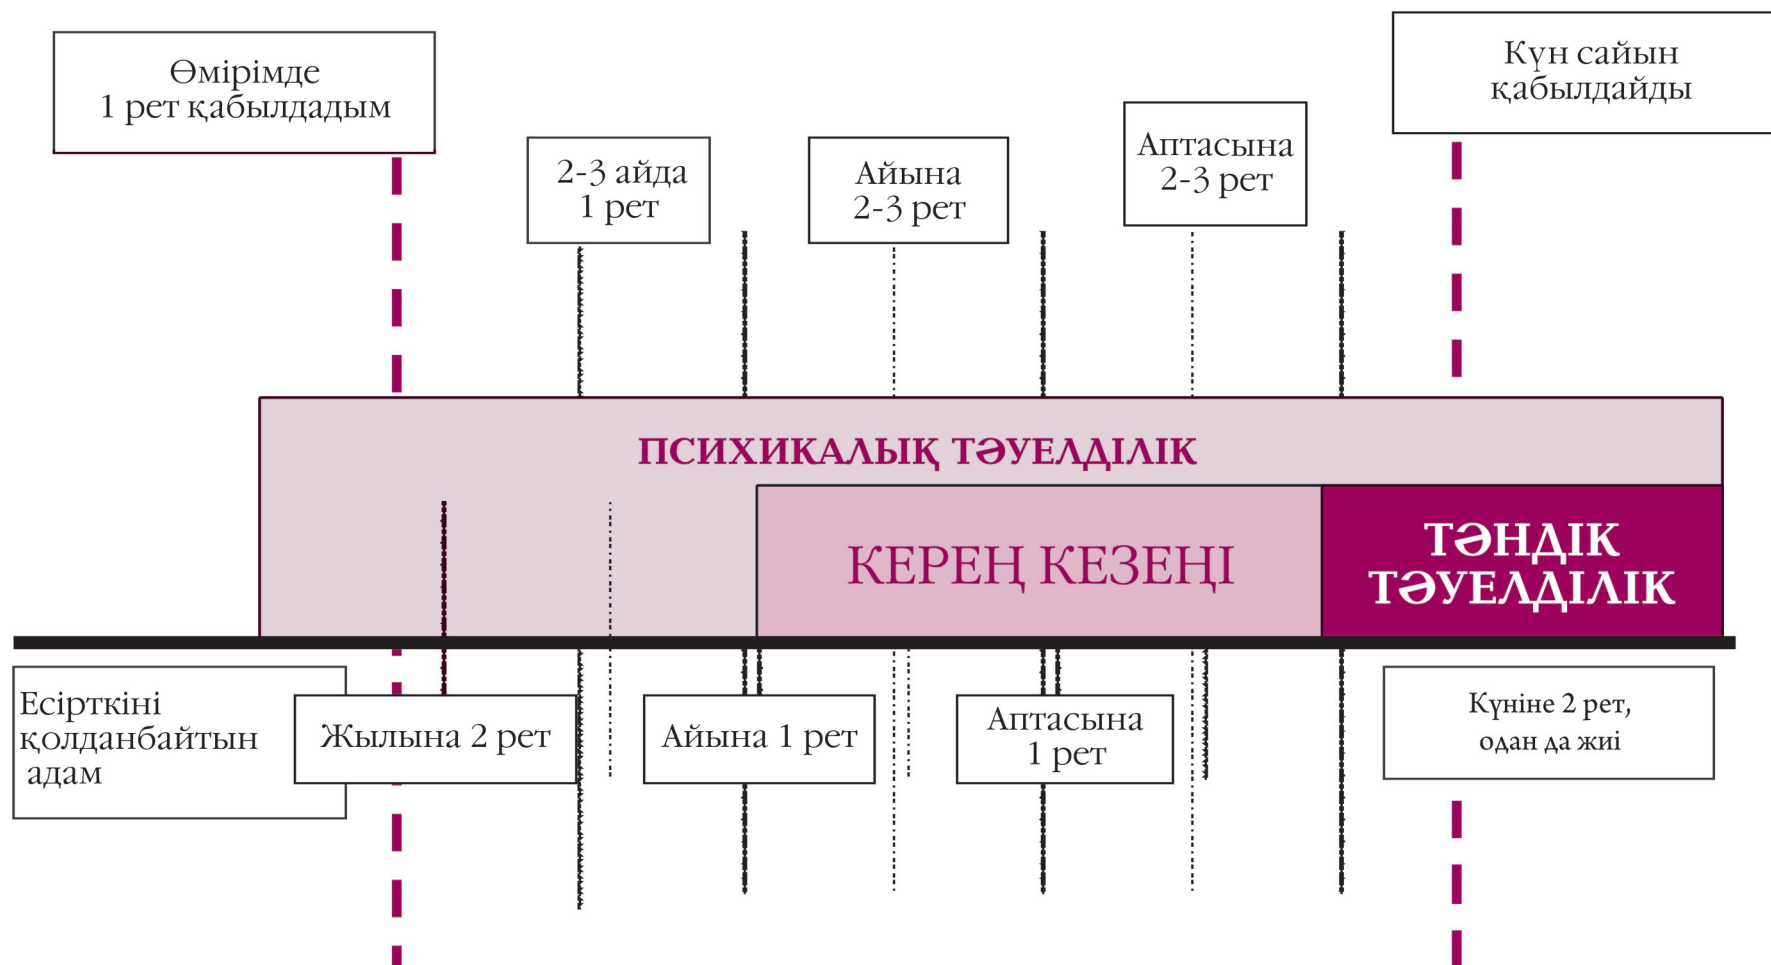 Өмірімде
1 рет қабылдадым
2-3 айда
1 рет
Айына
2-3 рет
Аптасына
2-3 рет
Күн сайын
қабылдайды
ПСИХИКАЛЫҚ ТӘУЕЛДІЛІК
КЕРЕҢ КЕЗЕҢІ
ТӘНДІК
ТӘУЕЛДІЛІК
Есірткіні
қолданбайтын
адам
Жылына 2 рет
Айына 1 рет
Аптасына
1 рет
Күніне 2 рет,
одан да жиі